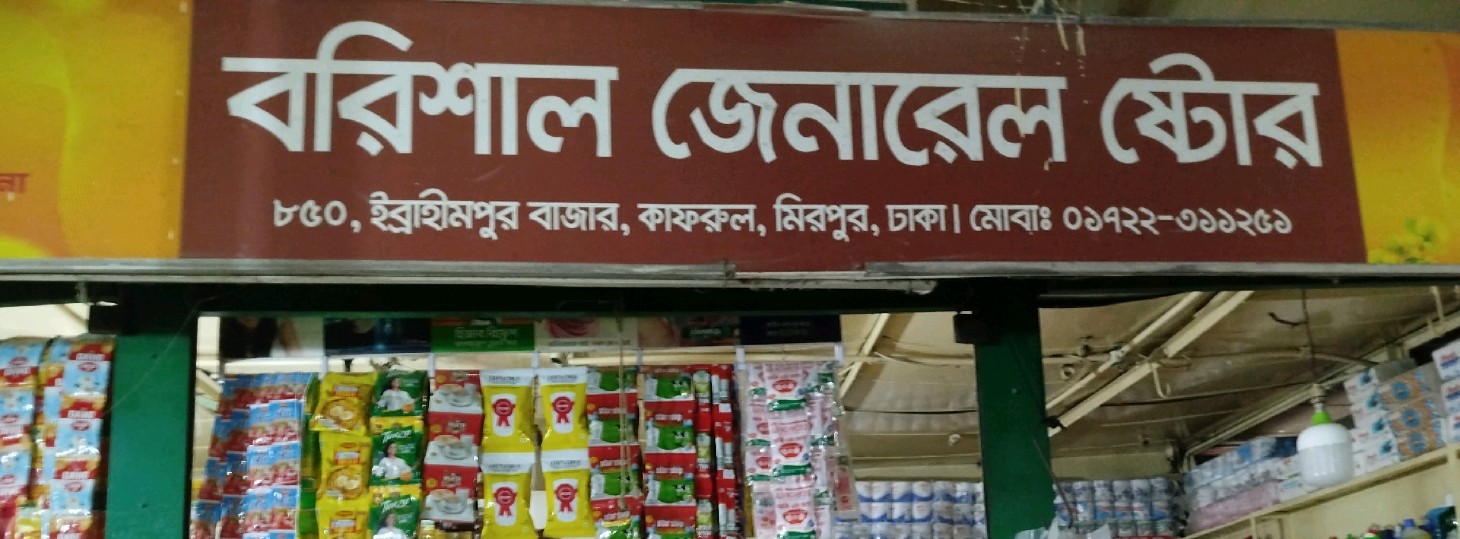 বরিশাল জেনারেল ষ্টোর
৮৫০, ইব্রাহীমপুর বাজার, কাফরুল, মিরপুর, ঢাকা। মোবাঃ ০১৭২২-৩১১২৫১